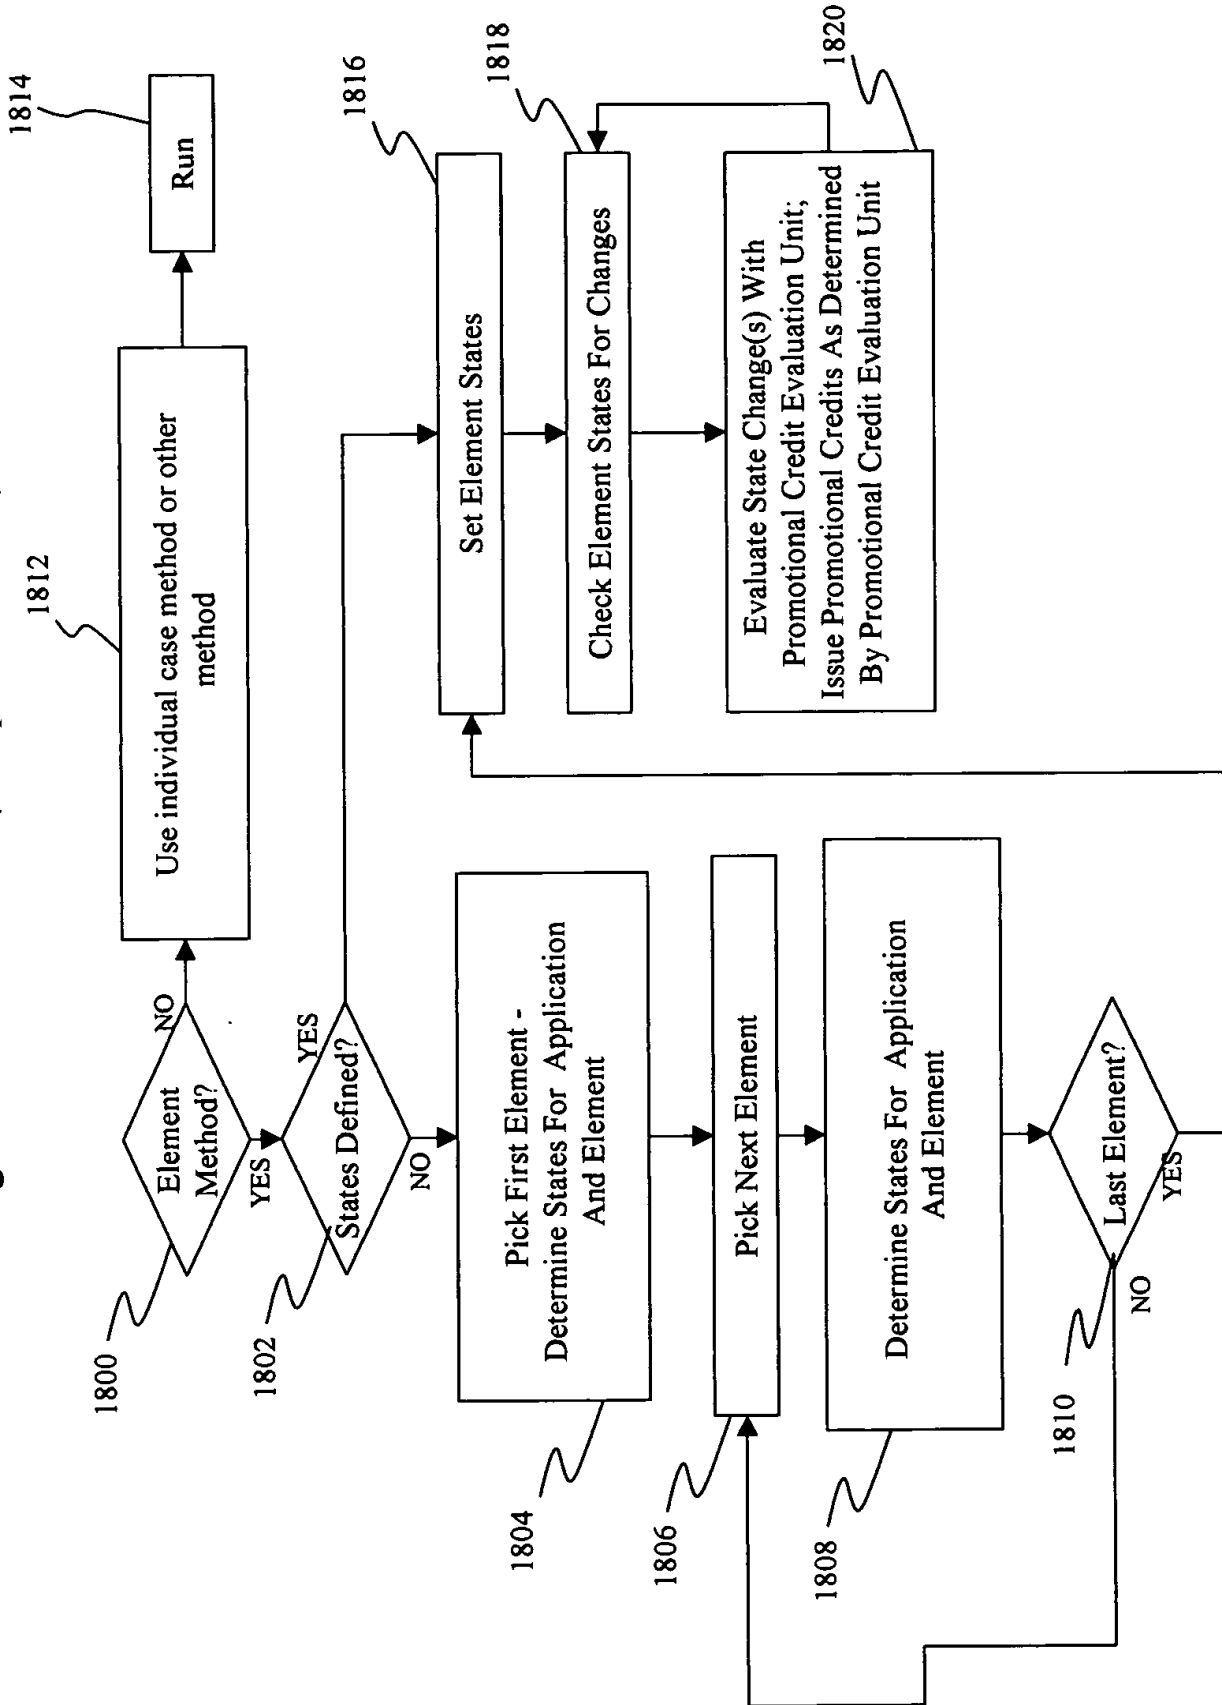 1800
Element
Method?
NO
YES
1812
Use individual case method or other
method
1814
Run
1802
States Defined?
YES
NO
1804
Pick First Element -
Determine States For Application
And Element
1806
Pick Next Element
1808
Determine States For Application
And Element
1810
Last Element?
NO
YES
1816
Set Element States
1818
Check Element States For Changes
1820
Evaluate State Change(s) With
Promotional Credit Evaluation Unit;
Issue Promotional Credits As Determined
By Promotional Credit Evaluation Unit